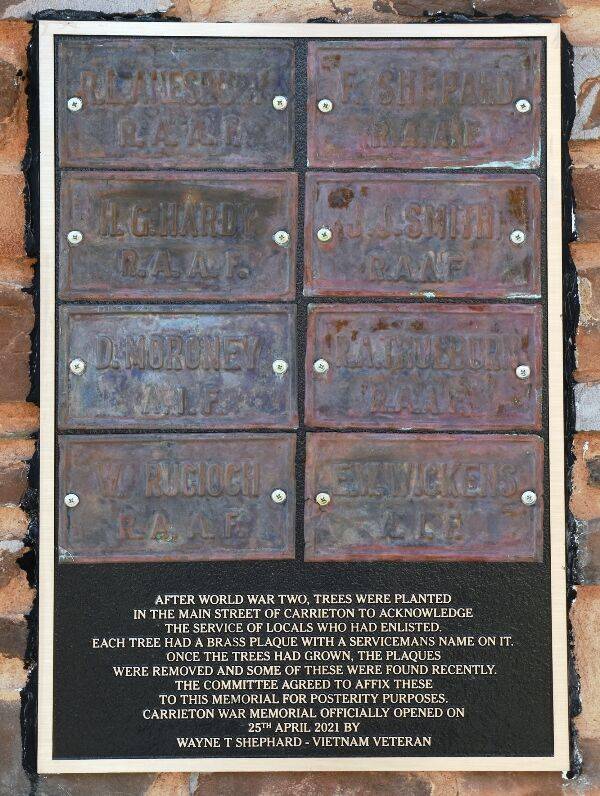 R.L. ANESBURY
R.A.A.F.
F. SHEPARD
R.A.A.F.
H.G. HARDY
R.A.A.F.
J.J. SMITH
R.A.A.F
D. MORONEY
A.I.F.
R.A.A.F.
W. RUCIOCH
R.A.A.F.
E.W. WICKENS
A.I.F.
AFTER WORLD WAR TWO, TREES WERE PLANTED
IN THE MAIN STREET OF CARRIETON TO ACKNOWLEDGE
THE SERVICE OF LOCALS WHO HAD ENLISTED.
EACH TREE HAD A BRASS PLAQUE WITH A SERVICEMANS NAME ON IT.
ONCE THE TREES HAD GROWN, THE PLAQUES
WERE REMOVED AND SOME OF THESE WERE FOUND RECENTLY.
THE COMMITTEE AGREED TO AFFIX THESE
TO THIS MEMORIAL FOR POSTERITY PURPOSES.
CARRIETON WAR MEMORIAL OFFICIALLY OPENED ON
25TH APRIL 2021 BY
WAYNE T SHEPHARD - VIETNAM VETERAN